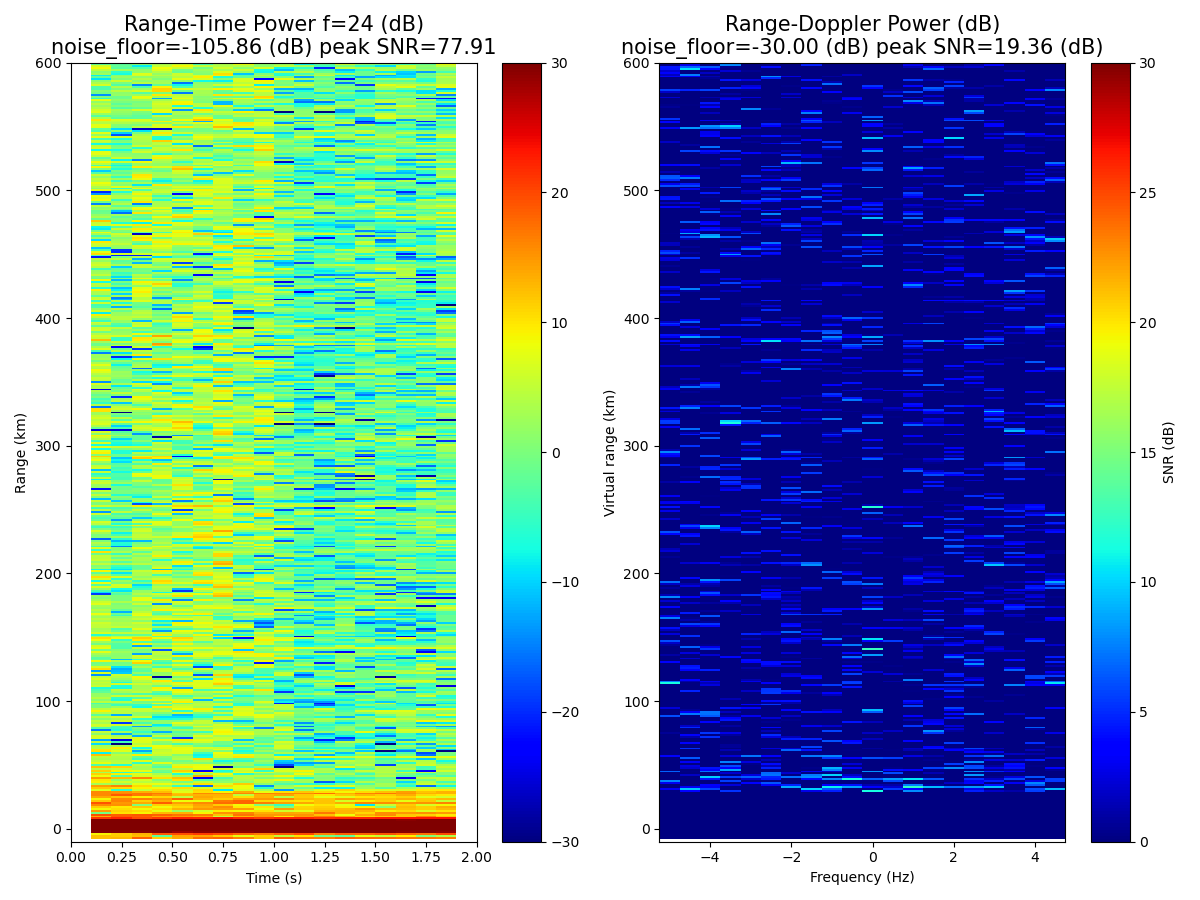 Range-Time Power f=24 (dB)
noise_floor=-105.86 (dB) peak SNR=77.91
600
500
400
300
200
100
0
Range (km)
0.00 0.25 0.50 0.75 1.00 1.25 1.50 1.75 2.00
Time (s)
30
20
10
0
−10
−20
−30
Range-Doppler Power (dB)
noise_floor=-30.00 (dB) peak SNR=19.36 (dB)
600
500
400
300
200
100
0
Virtual range (km)
−4 −2 0 2 4
Frequency (Hz)
30
25
20
15
10
5
0
SNR (dB)